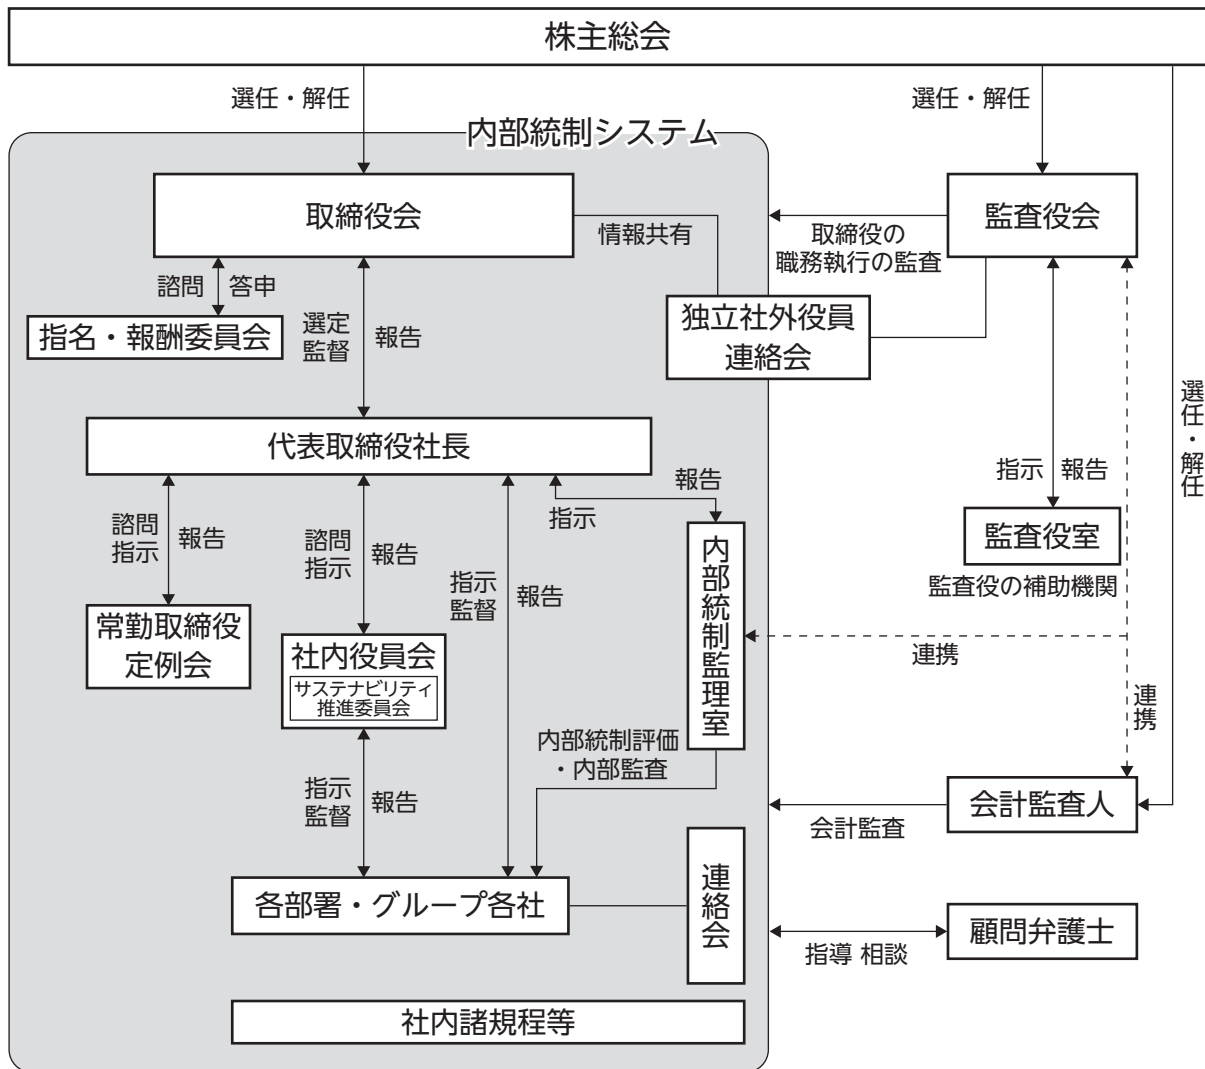 株主総会
選任・解任
選任・解任
内部統制システム
取締役会
監査役会
情報共有
取締役の
職務執行の監査
諮問
答申
独立社外役員
連絡会
指名・報酬委員会
選定
監督
報告
選任・解任
代表取締役社長
指示
報告
報告
指示
諮問
指示
報告
諮問
指示
報告
内部統制監理室
監査役室
監査役の補助機関
指示
監督
報告
常勤取締役
定例会
社内役員会
サステナビリティ
推進委員会
連携
連携
内部統制評価
・内部監査
指示
監督
報告
会計監査人
会計監査
連絡会
各部署・グループ各社
顧問弁護士
指導 相談
社内諸規程等